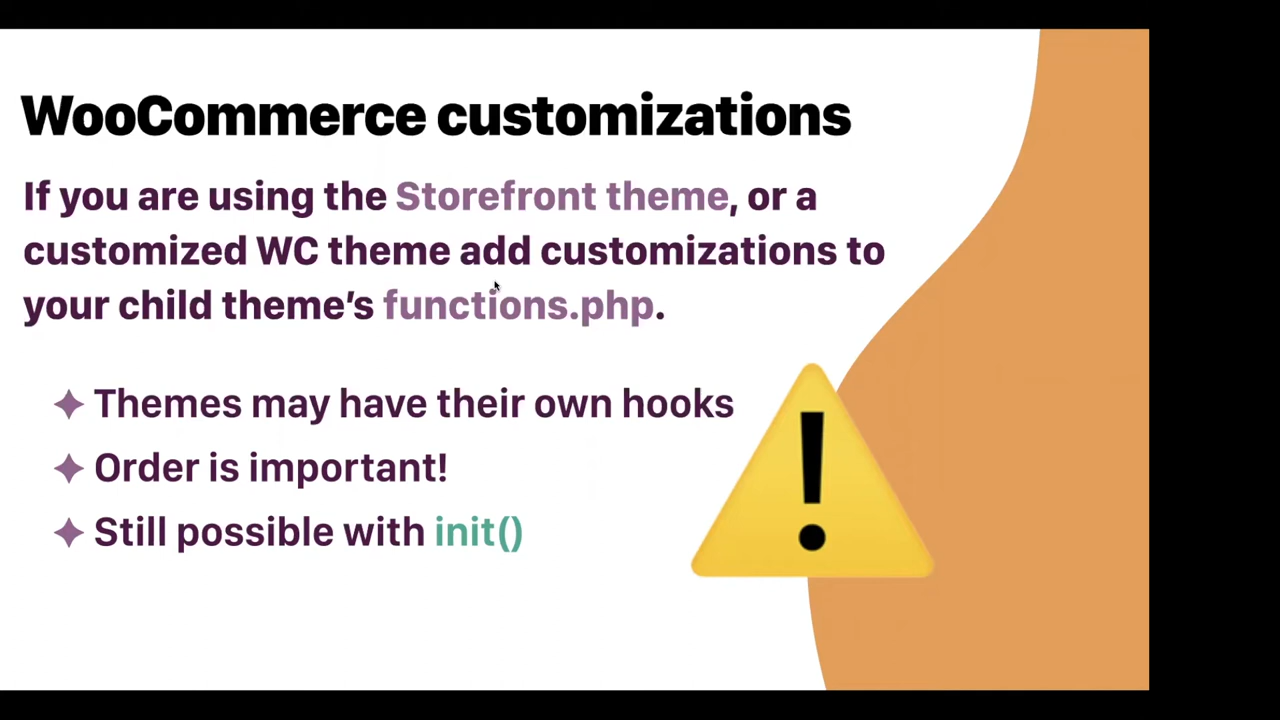 WooCommerce customizations
If you are using the Storefront theme, or a
customized WC theme add customizations to
your child theme’s functions.php.
Themes may have their own hooks
Order is important!
Still possible with init()